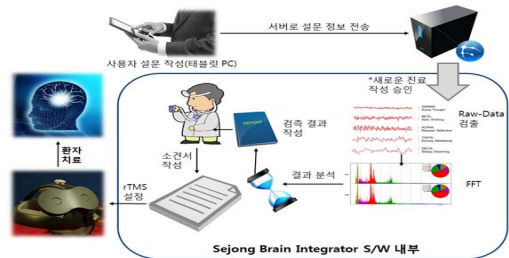 서버로 설문 정보 전송
사용자 설문 작성(태블릿 PC)
*새로운 진료
작성 승인
Raw-Data
검출
검측 결과
작성
REPORT
소견서
작성
결과 분석
FFT
환자
치료
rTMS
설정
Sejong Brain Integrator S/W 내부